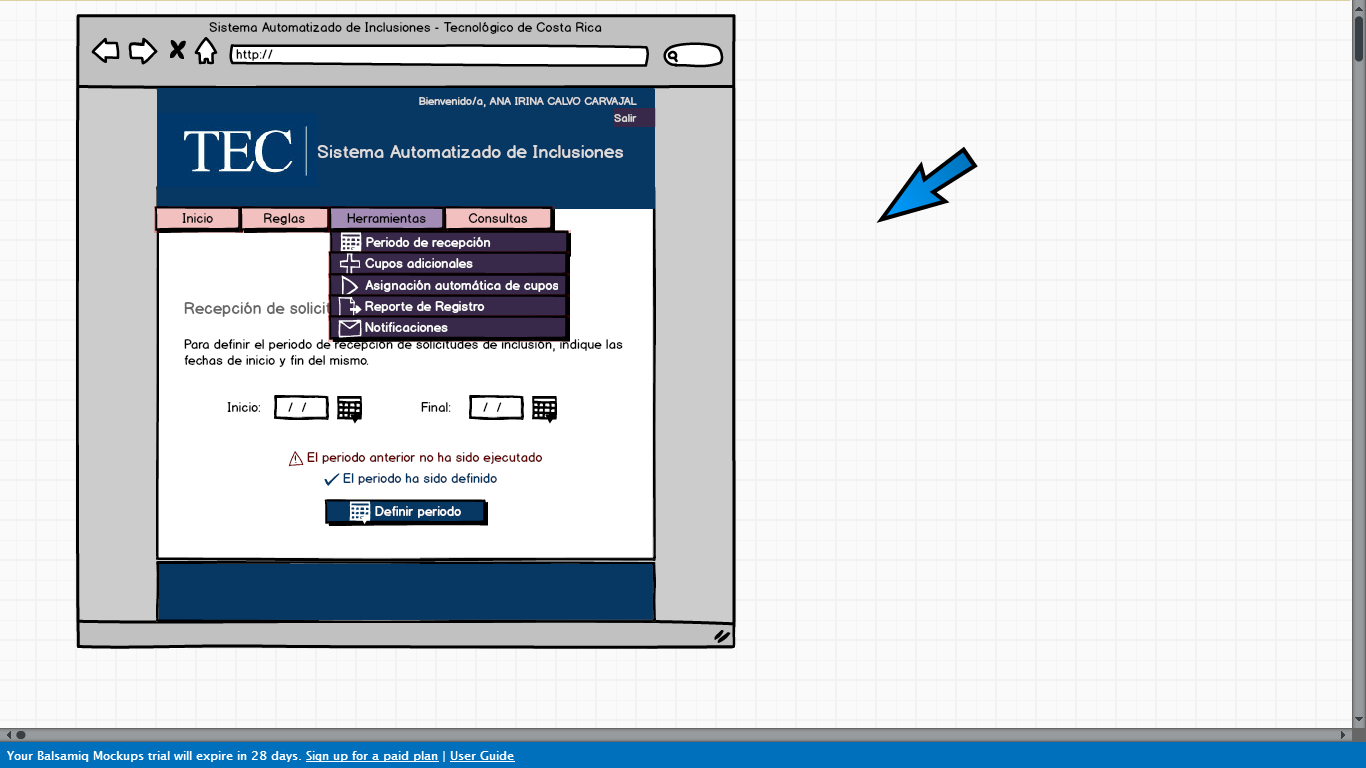 Sistema Automatizado de Inclusiones - Tecnológico de Costa Rica
http://
Bienvenido/a, ANA IRINA CALVO CARVAJAL
Salir
TEC
Sistema Automatizado de Inclusiones
Inicio Reglas Herramientas Consultas
Periodo de recepción
Cupos adicionales
Asignación automática de cupos
Reporte de Registro
Notificaciones
Recepción de solicit
Para definir el periodo de recepción de solicitudes de inclusión, indique las
fechas de inicio y fin del mismo.
Inicio: / / Final: / /
El periodo anterior no ha sido ejecutado
El periodo ha sido definido
Definir periodo
Your Balsamiq Mockups trial will expire in 28 days. Sign up for a paid plan | User Guide